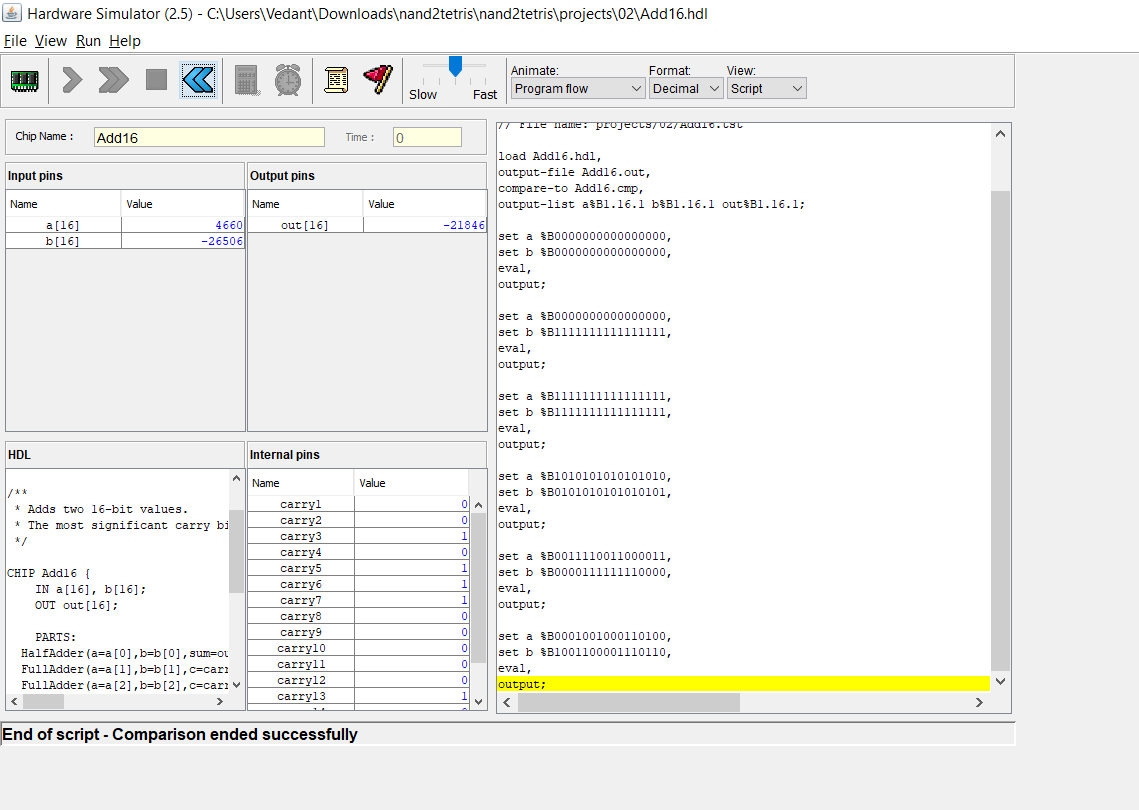 Hardware Simulator (2.5) - C:\Users\Vedant\Downloads\nand2tetris\nand2tetris\projects\02\Add16.hdl
File View Run Help
Slow Fast
Animate: Format: View:
Program flow Decimal Script
Chip Name : Add16 Time : 0
Input pins
Name Value
a[16] 4660
b[16] -26506
Output pins
Name Value
out[16] -21846
HDL
/**
* Adds two 16-bit values.
* The most significant carry bi
*/
CHIP Add16 {
IN a[16], b[16];
OUT out[16];
PARTS:
HalfAdder(a=a[0],b=b[0],sum=ou
FullAdder(a=a[1],b=b[1],c=carr
FullAdder(a=a[2],b=b[2],c=carr
Internal pins
Name Value
carry1 0
carry2 0
carry3 1
carry4 0
carry5 1
carry6 1
carry7 1
carry8 0
carry9 0
carry10 0
carry11 0
carry12 0
carry13 1
// File name: projects/02/Add16.tst
load Add16.hdl,
output-file Add16.out,
compare-to Add16.cmp,
output-list a%B1.16.1 b%B1.16.1 out%B1.16.1;
set a %B0000000000000000,
set b %B0000000000000000,
eval,
output;
set a %B0000000000000000,
set b %B1111111111111111,
eval,
output;
set a %B1111111111111111,
set b %B1111111111111111,
eval,
output;
set a %B1010101010101010,
set b %B0101010101010101,
eval,
output;
set a %B0011110011000011,
set b %B0000111111110000,
eval,
output;
set a %B0001001000110100,
set b %B1001100001110110,
eval,
output;
End of script - Comparison ended successfully